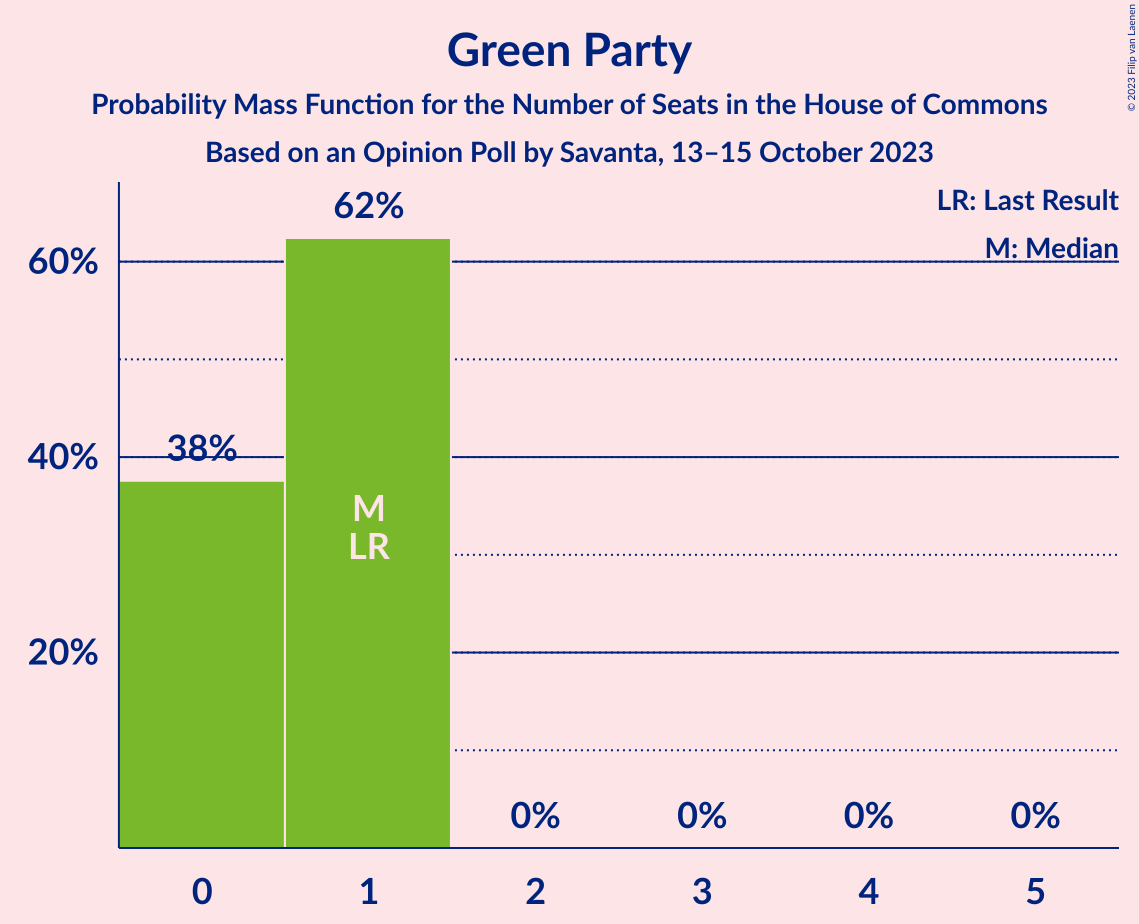 Green Party
Probability Mass Function for the Number of Seats in the House of Commons
Based on an Opinion Poll by Savanta, 13–15 October 2023
© 2023 Filip van Laenen
LR: Last Result
M: Median
60%
40%
20%
38%
62%
M
LR
0%
0%
0%
0%
0
1
2
3
4
5